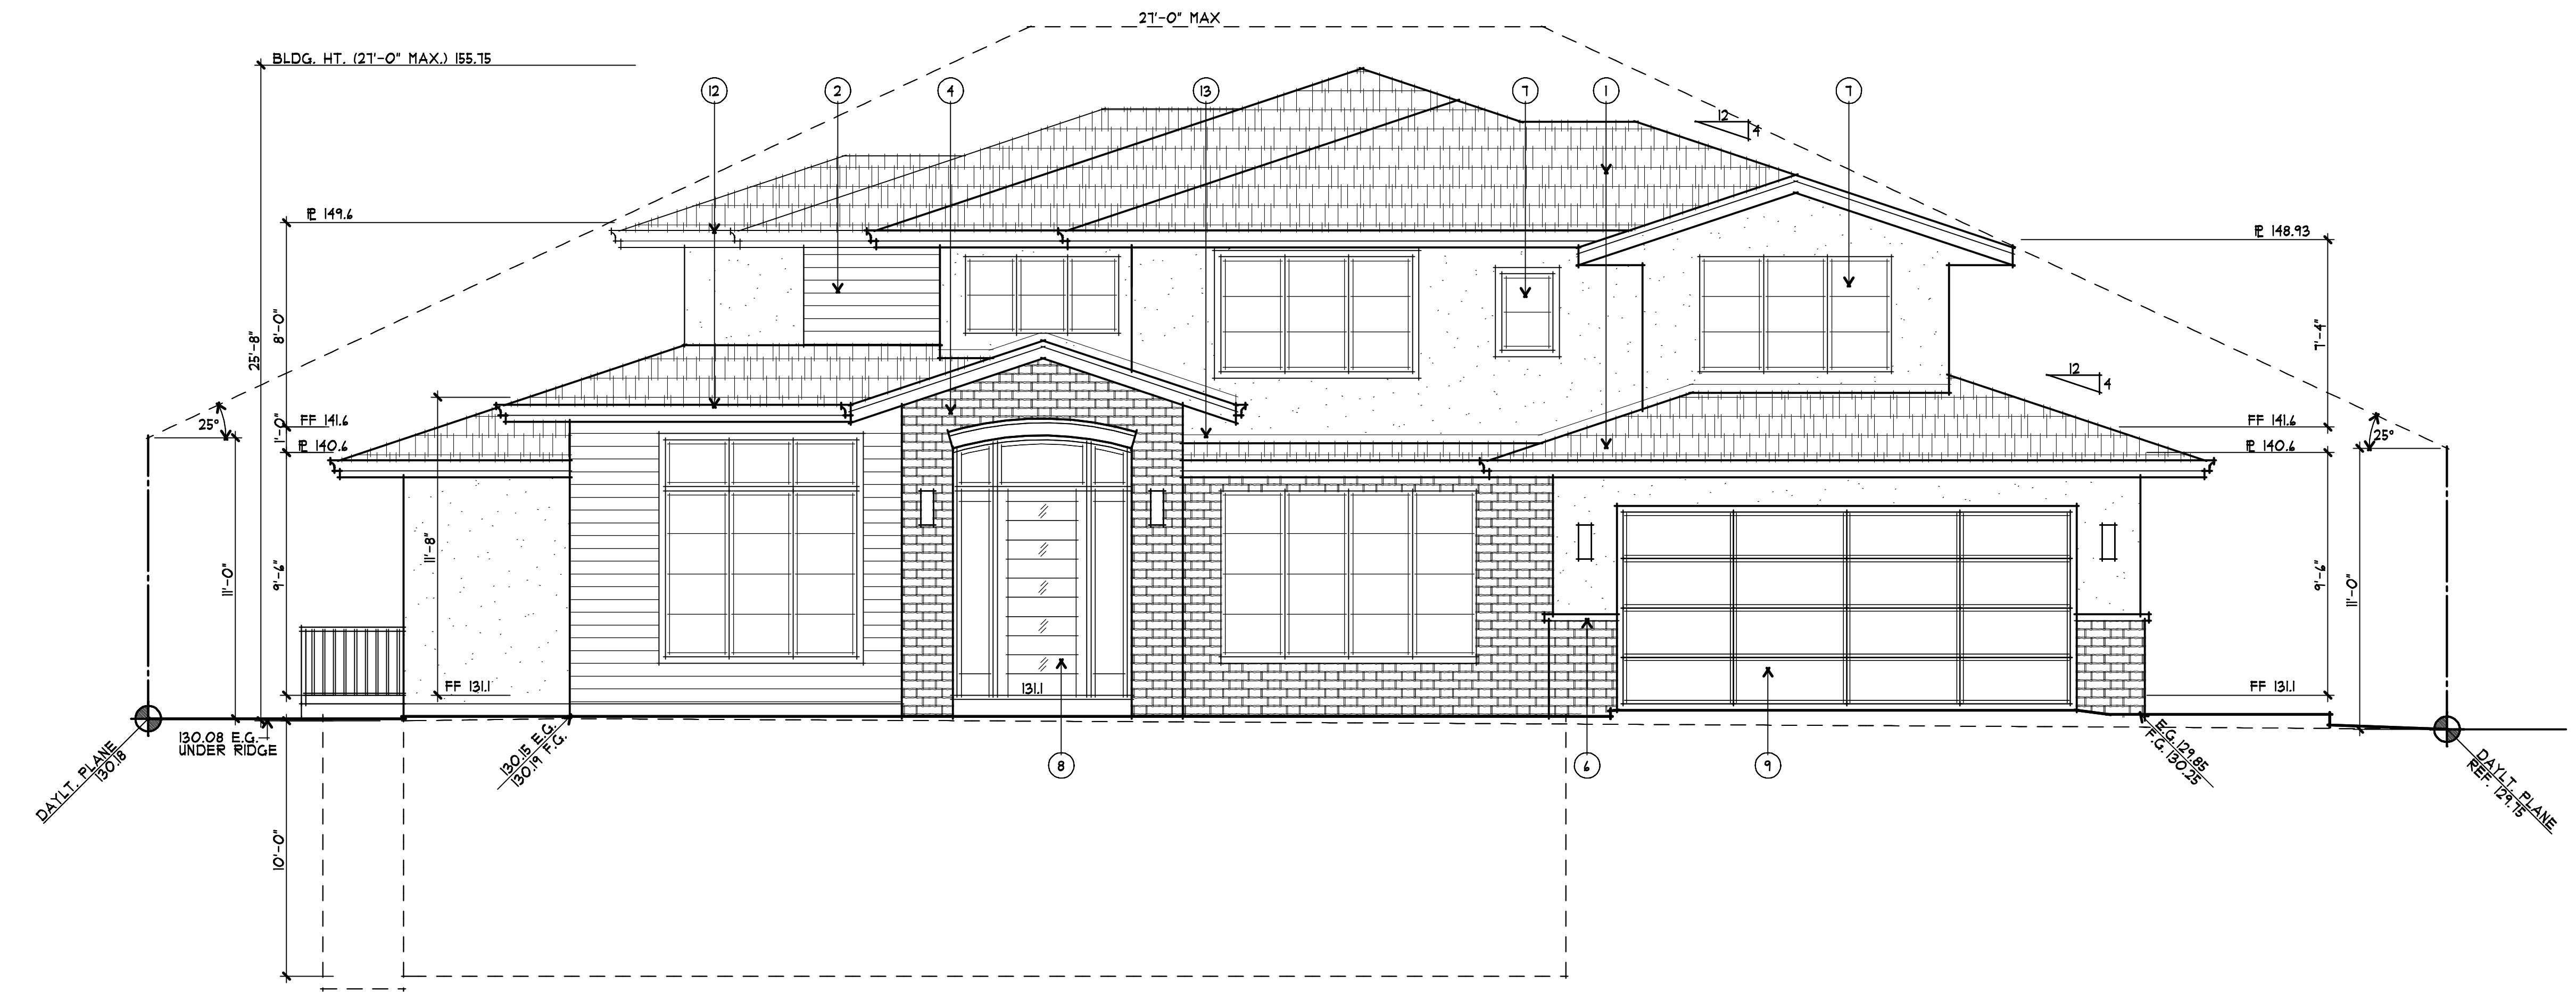 27'-0" MAX
BLDG. HT. (27'-0" MAX.) 155.75
12
2
4
13
7
1
7
12
4
PL 149.6
PL 148.93
25'-8"
8'-0"
7'-4"
12
4
25°
1'-0"
FF 141.6
PL 140.6
FF 141.6
PL 140.6
25°
11'-0"
9'-6"
11'-8"
9'-6"
11'-0"
FF 131.1
131.1
FF 131.1
130.08 E.G.
UNDER RIDGE
DAYLT. PLANE
130.18
130.15 E.G.
130.19 F.G.
8
6
9
E.G. 129.85
F.G. 130.25
DAYLT. PLANE
REF. 129.75
10'-0"